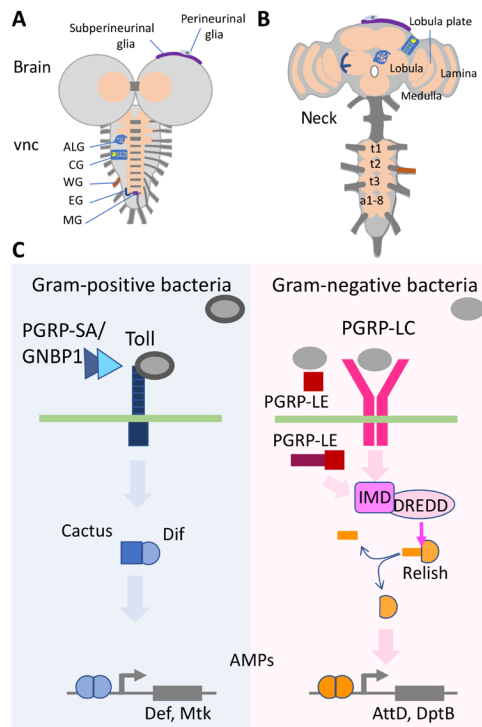 A
Subperineurinal
glia
Perineurinal
glia
Brain
vnc
ALG
CG
WG
EG
MG
B
Lobula plate
Lobula
Lamina
Medulla
Neck
t1
t2
t3
a1-8
C
Gram-positive bacteria
PGRP-SA/
GNBP1
Toll
Cactus
Dif
Def, Mtk
AMPs
Gram-negative bacteria
PGRP-LC
PGRP-LE
PGRP-LE
IMD
DREDD
Relish
AttD, DptB